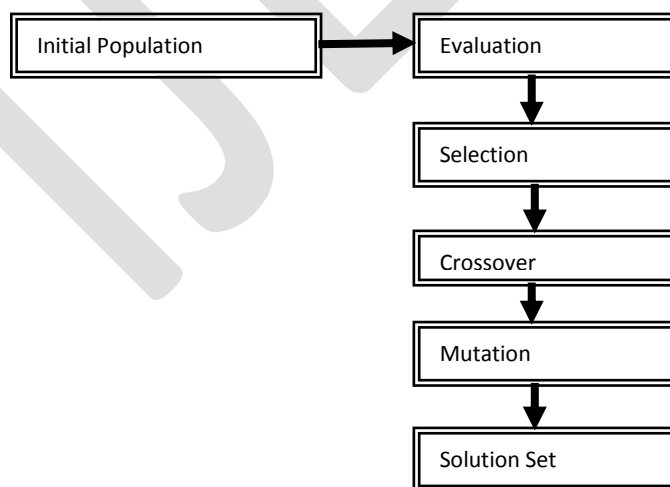 Initial Population
Evaluation
Selection
Crossover
Mutation
Solution Set